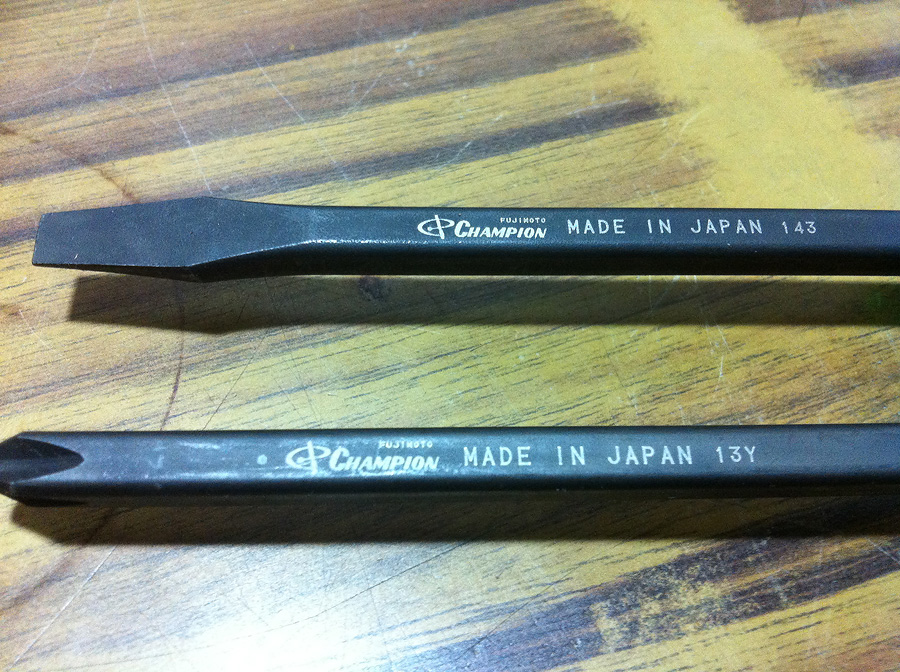 FUJIMOTO
CHAMPION MADE IN JAPAN 143
FUJIMOTO
CHAMPION MADE IN JAPAN 13Y